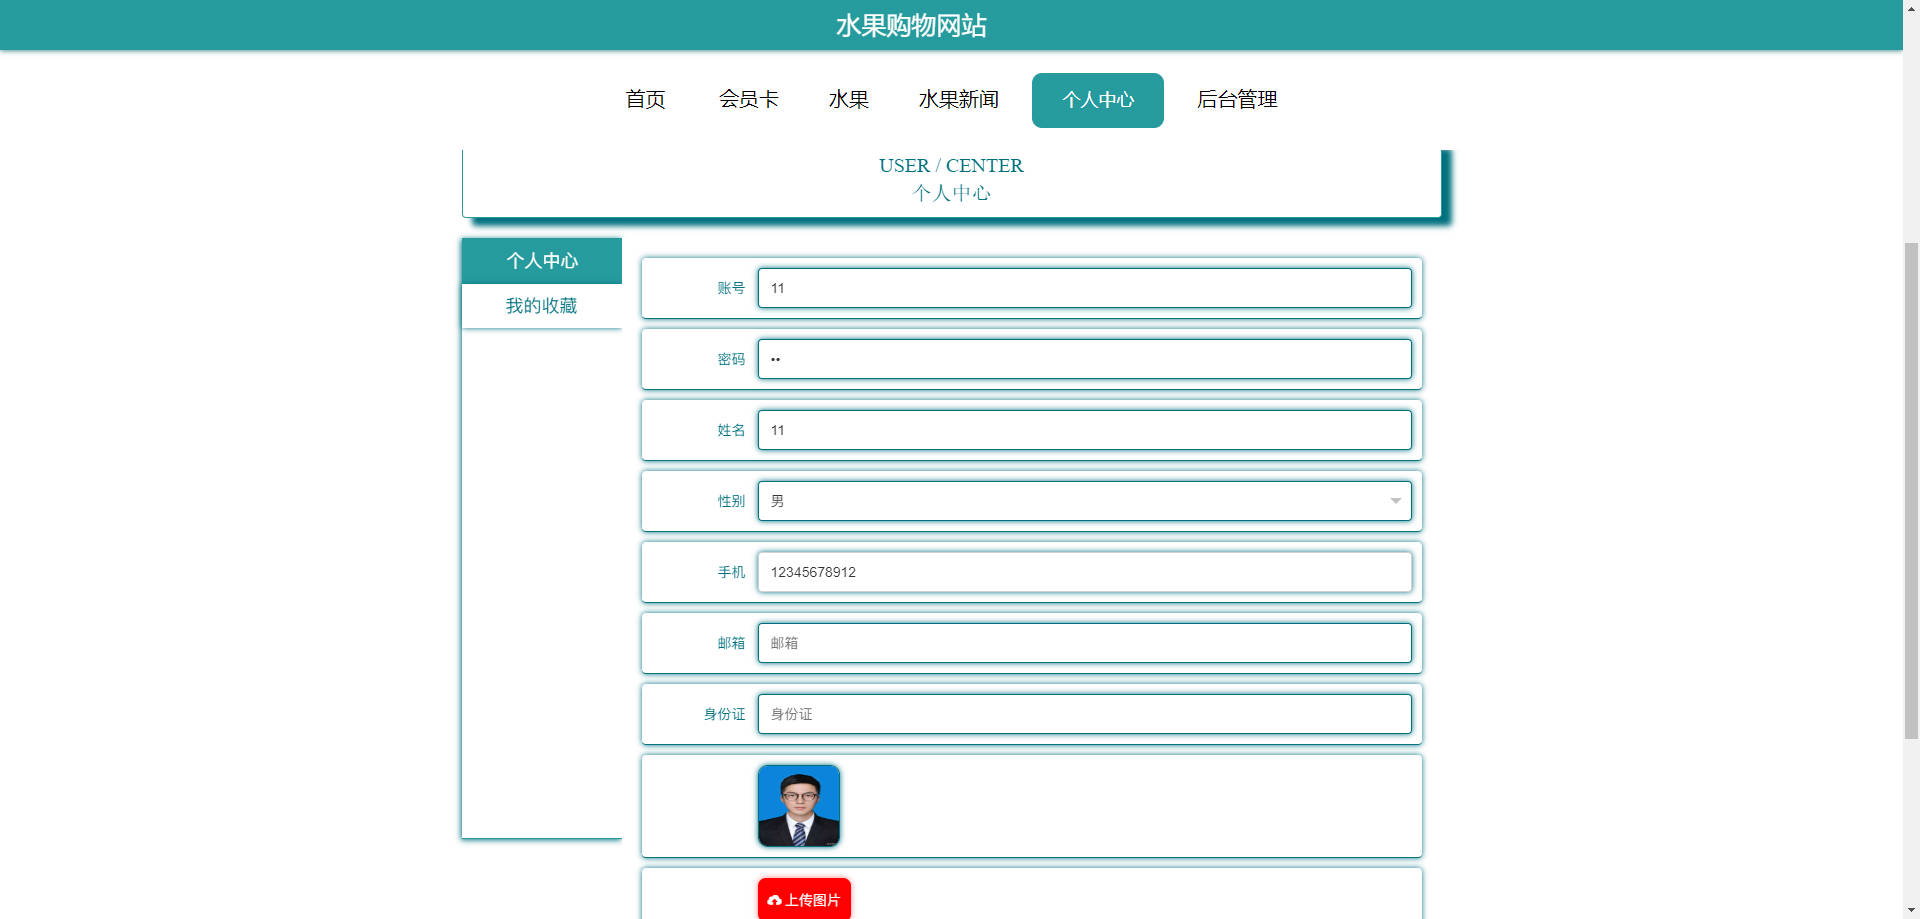 水果购物网站
首页 会员卡 水果 水果新闻 个人中心 后台管理
USER / CENTER
个人中心
个人中心
我的收藏
账号 11
密码 ••
姓名 11
性别 男
手机 12345678912
邮箱 邮箱
身份证 身份证
上传图片